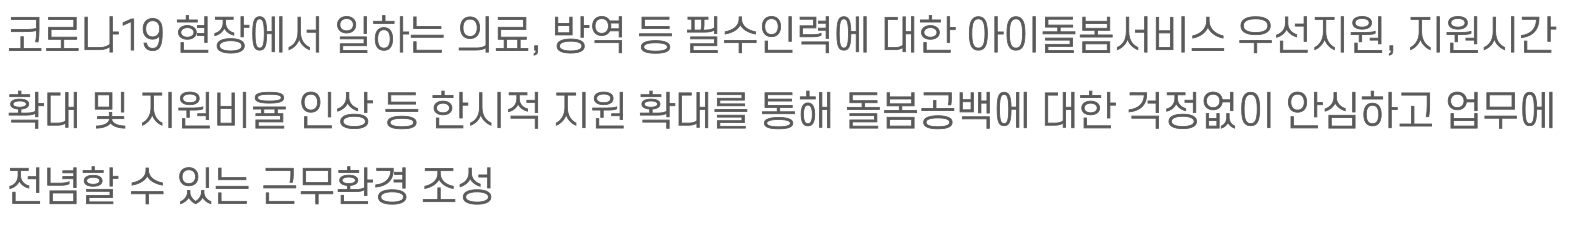 코로나19 현장에서 일하는 의료, 방역 등 필수인력에 대한 아이돌봄서비스 우선지원, 지원시간
확대 및 지원비율 인상 등 한시적 지원 확대를 통해 돌봄공백에 대한 걱정없이 안심하고 업무에
전념할 수 있는 근무환경 조성